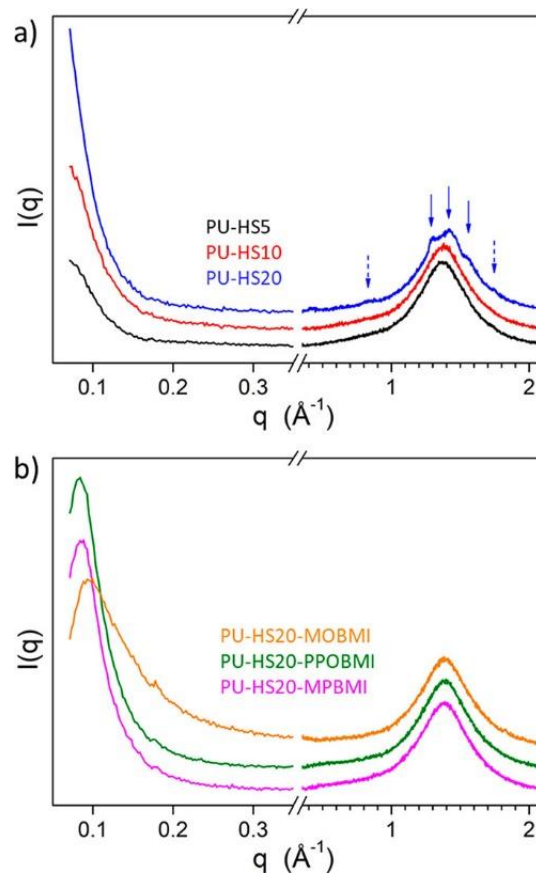 a)
I(q)
PU-HS5
PU-HS10
PU-HS20
0.1 0.2 0.3 1 2
q (Å⁻¹)
b)
I(q)
PU-HS20-MOBMI
PU-HS20-PPOBMI
PU-HS20-MPBMI
0.1 0.2 0.3 1 2
q (Å⁻¹)